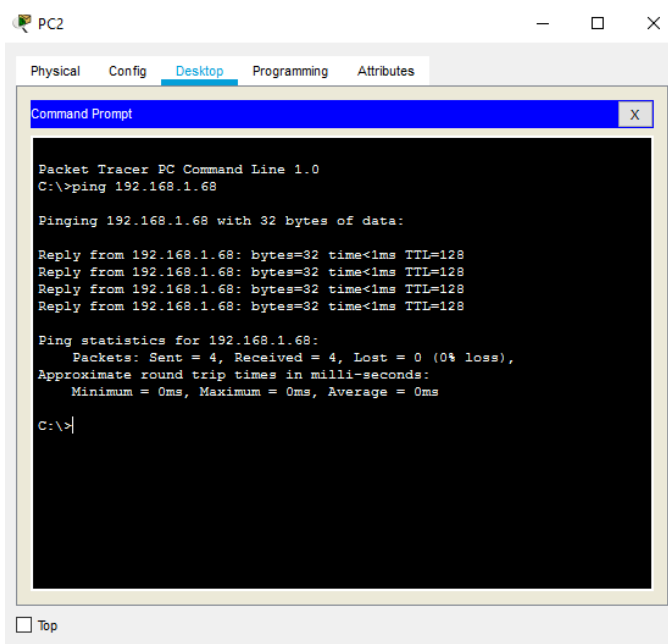 PC2
Physical Config Desktop Programming Attributes
Command Prompt X
Packet Tracer PC Command Line 1.0
C:\>ping 192.168.1.68
Pinging 192.168.1.68 with 32 bytes of data:
Reply from 192.168.1.68: bytes=32 time<1ms TTL=128
Reply from 192.168.1.68: bytes=32 time<1ms TTL=128
Reply from 192.168.1.68: bytes=32 time<1ms TTL=128
Reply from 192.168.1.68: bytes=32 time<1ms TTL=128
Ping statistics for 192.168.1.68:
Packets: Sent = 4, Received = 4, Lost = 0 (0% loss),
Approximate round trip times in milli-seconds:
Minimum = 0ms, Maximum = 0ms, Average = 0ms
C:\>
Top